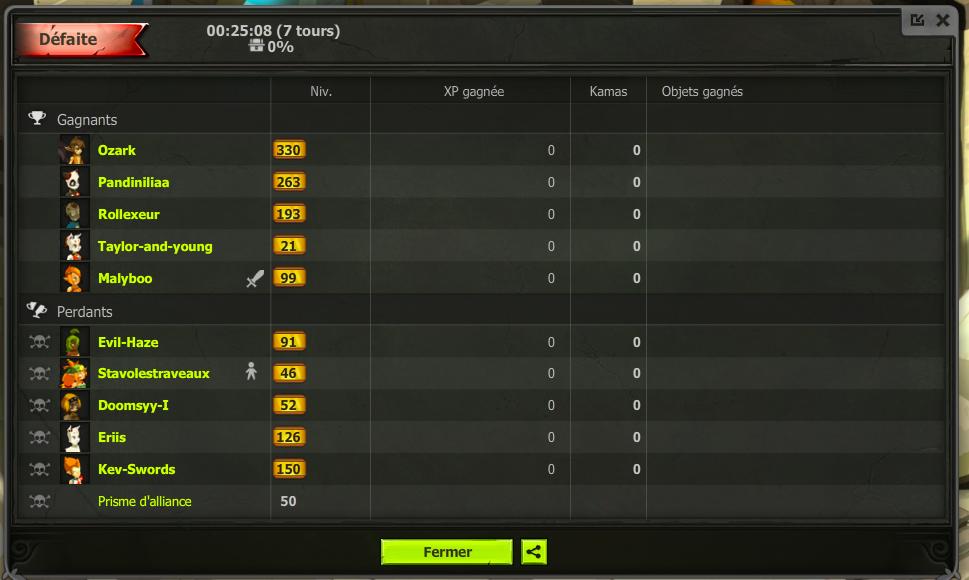 Défaite
00:25:08 (7 tours)
0%
Niv. XP gagnée Kamas Objets gagnés
Gagnants
Ozark 330 0 0
Pandiniliaa 263 0 0
Rollexeur 193 0 0
Taylor-and-young 21 0 0
Malyboo 99 0 0
Perdants
Evil-Haze 91 0 0
Stavolestraveaux 46 0 0
Doomsyy-I 52 0 0
Eriis 126 0 0
Kev-Swords 150 0 0
Prisme d'alliance 50
Fermer